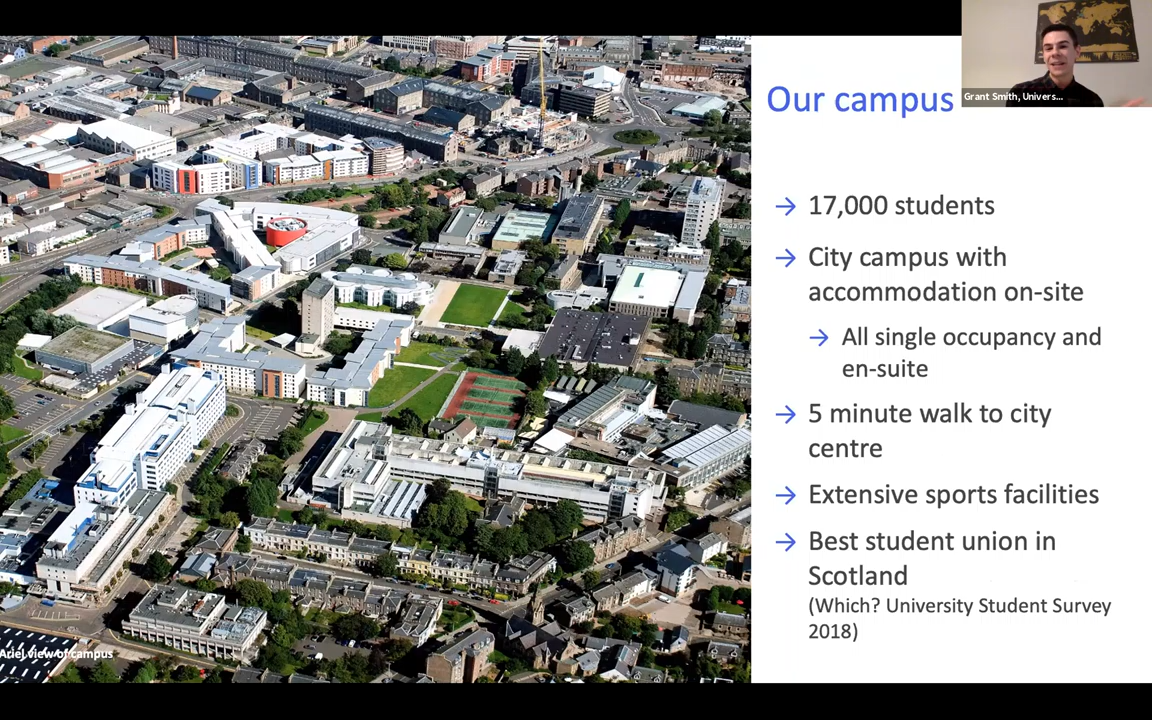 Grant Smith, Univers...
Our campus
→ 17,000 students
→ City campus with
accommodation on-site
→ All single occupancy and
en-suite
→ 5 minute walk to city
centre
→ Extensive sports facilities
→ Best student union in
Scotland
(Which? University Student Survey
2018)
Ariel view of campus